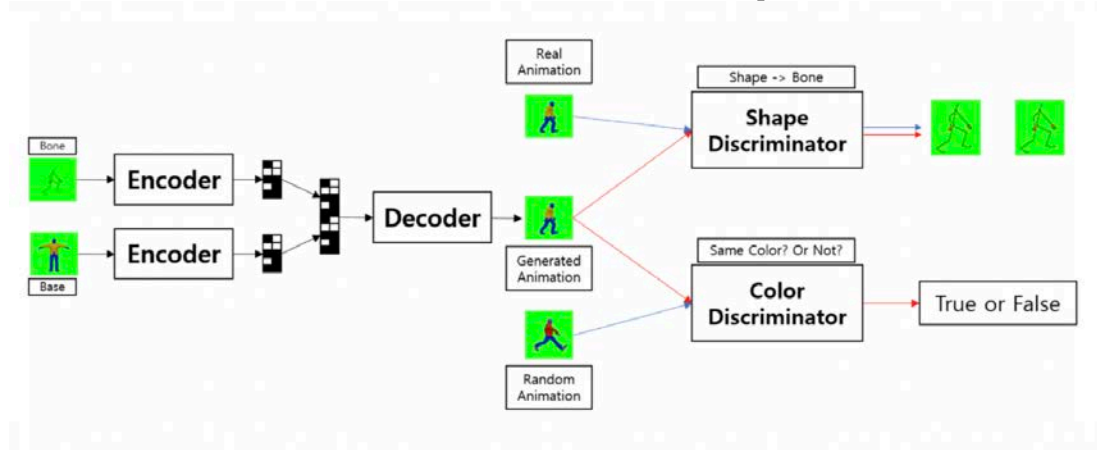 Real
Animation
Shape -> Bone
Shape
Discriminator
Bone
Encoder
Decoder
Encoder
Base
Generated
Animation
Same Color? Or Not?
Color
Discriminator
True or False
Random
Animation